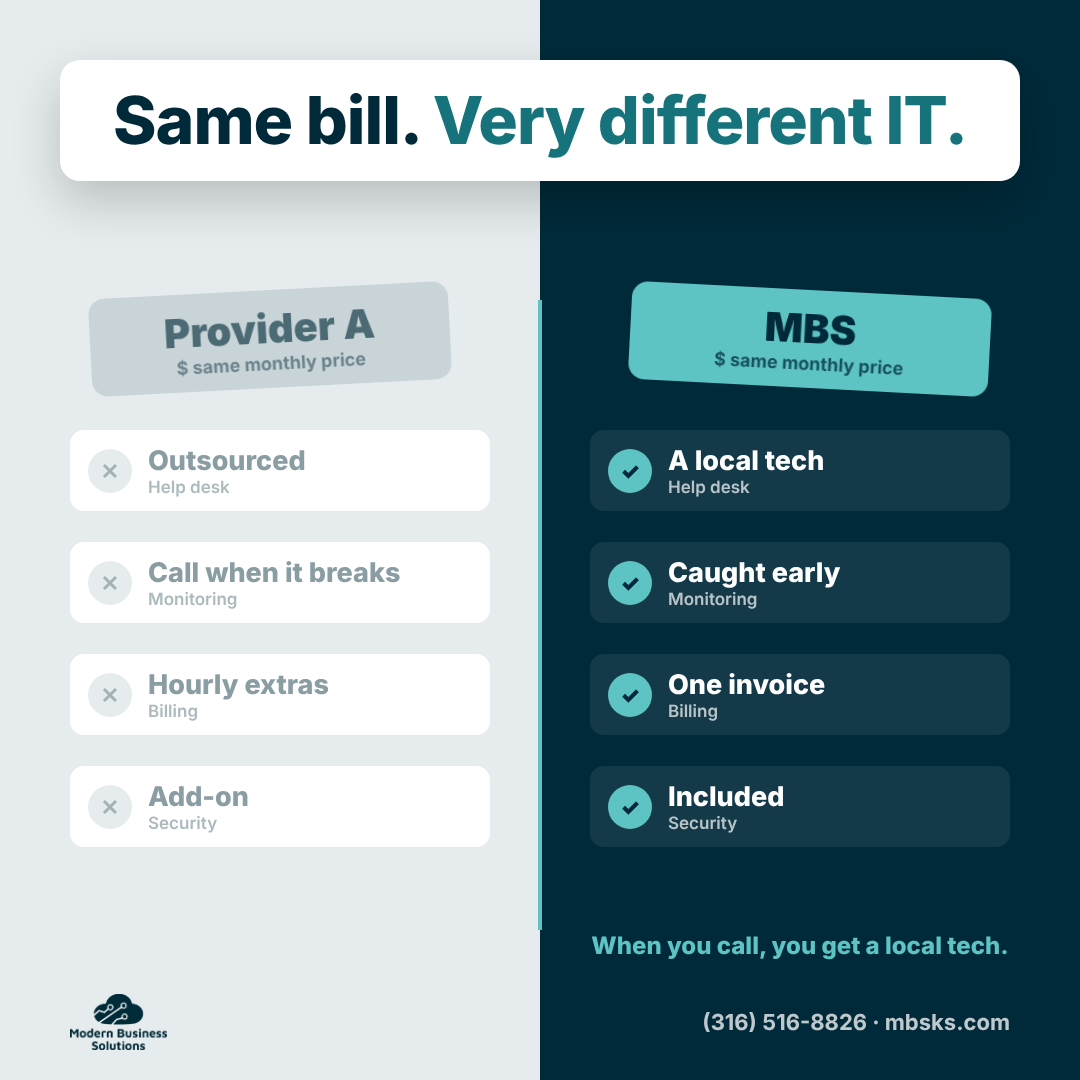 Same bill. Very different IT.
Provider A
$ same monthly price
Outsourced
Help desk
Call when it breaks
Monitoring
Hourly extras
Billing
Add-on
Security
MBS
$ same monthly price
A local tech
Help desk
Caught early
Monitoring
One invoice
Billing
Included
Security
When you call, you get a local tech.
Modern Business
Solutions
(316) 516-8826 · mbsks.com